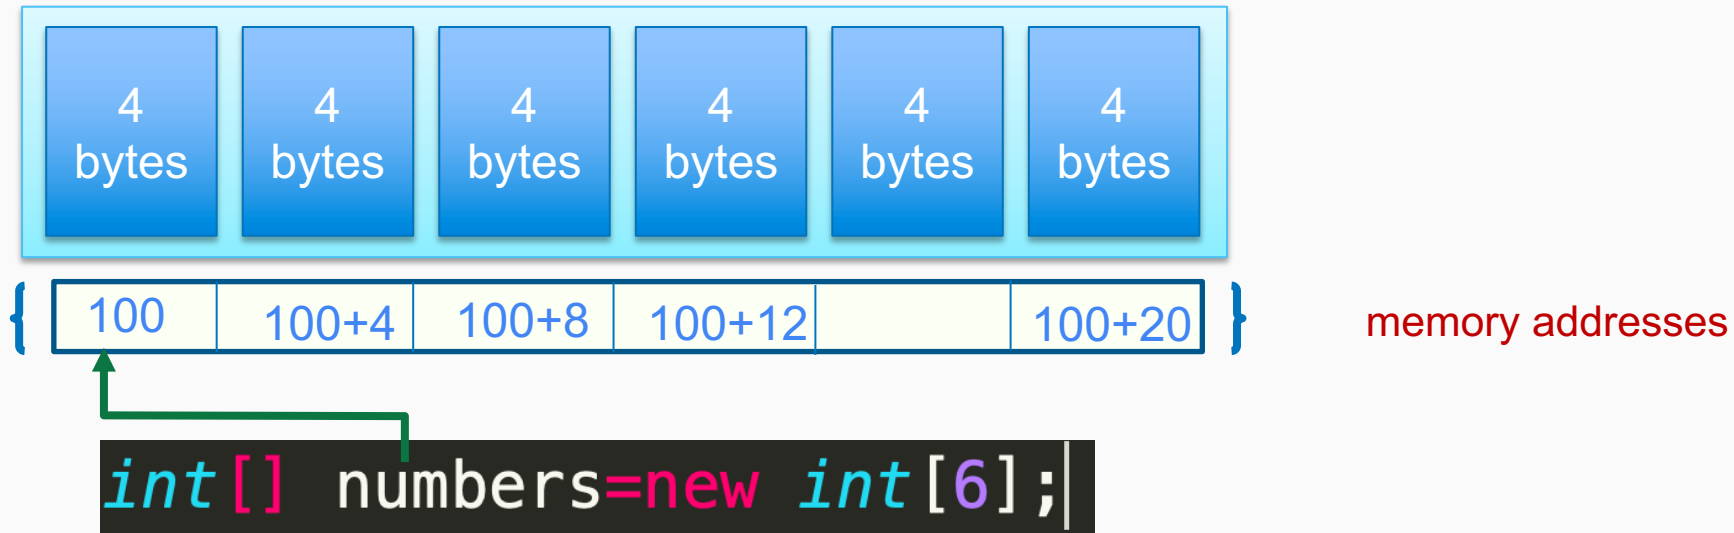 4 bytes
4 bytes
4 bytes
4 bytes
4 bytes
4 bytes
{ 100 100+4 100+8 100+12 100+20 } memory addresses
int[] numbers=new int[6];